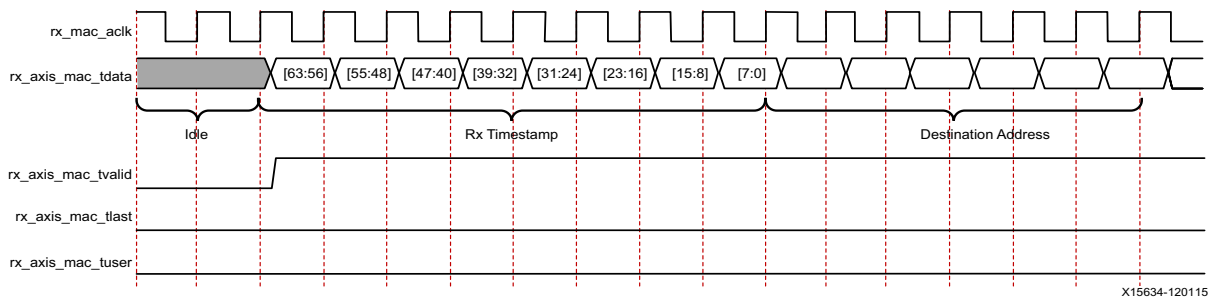 rx_mac_aclk
rx_axis_mac_tdata [63:56] [55:48] [47:40] [39:32] [31:24] [23:16] [15:8] [7:0]
Idle Rx Timestamp Destination Address
rx_axis_mac_tvalid
rx_axis_mac_tlast
rx_axis_mac_tuser
X15634-120115